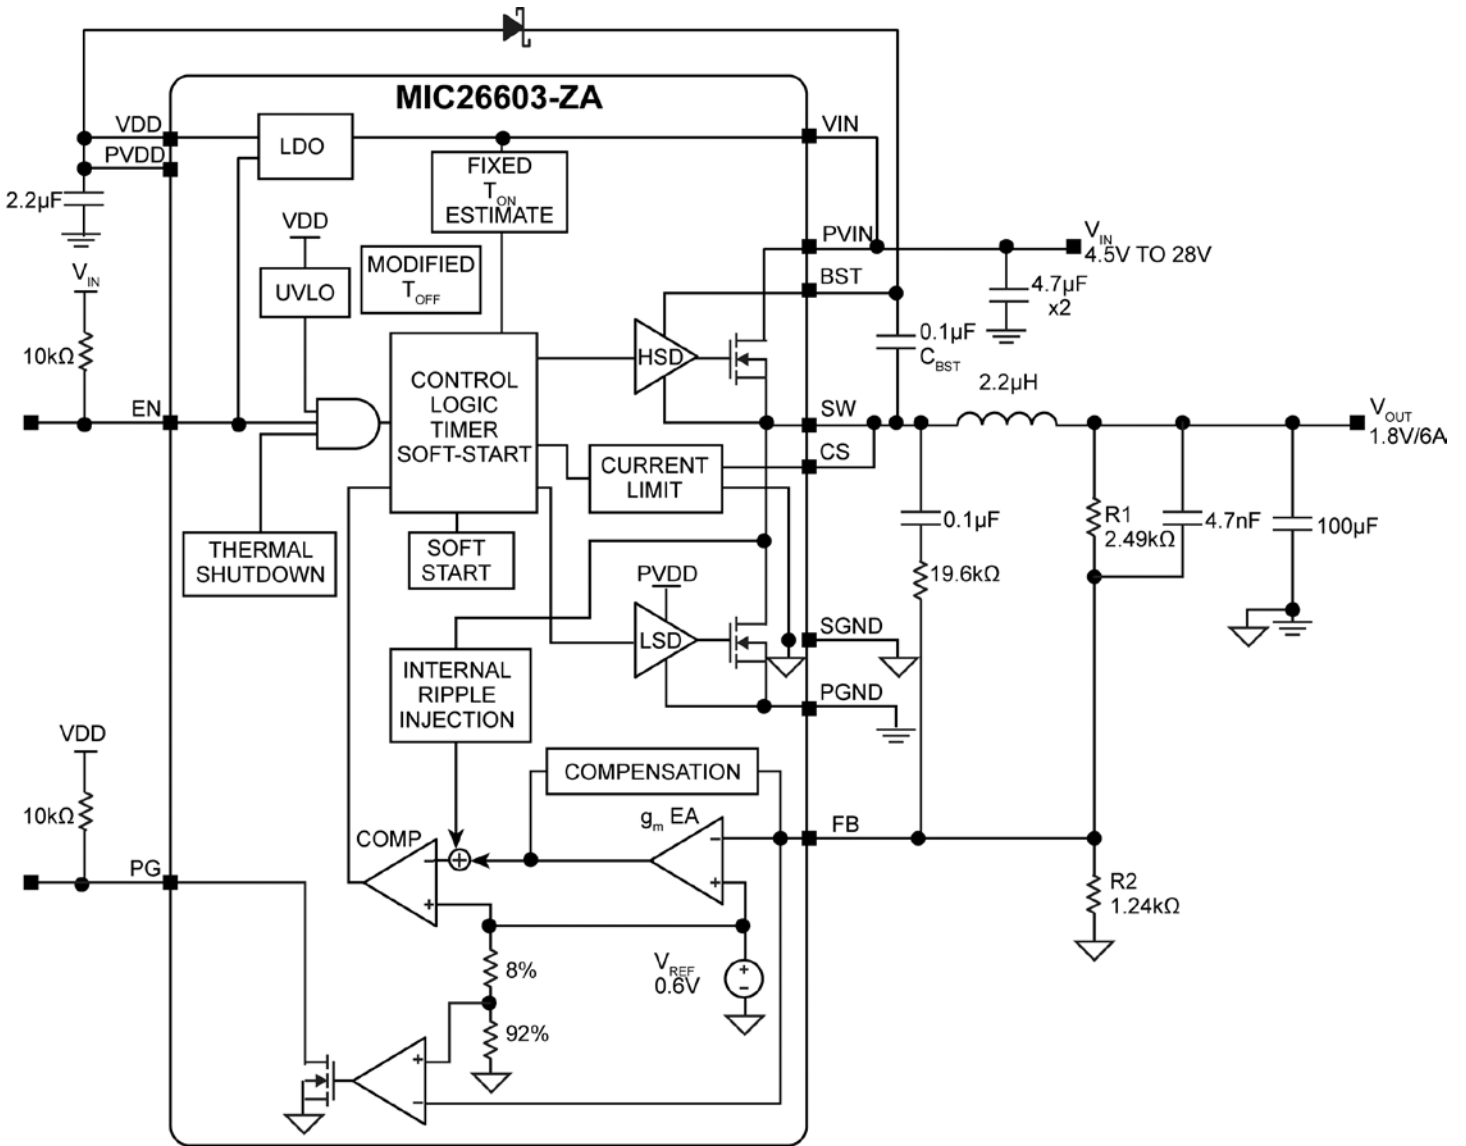 MIC26603-ZA
VDD
PVDD
LDO
VIN
FIXED
TON
ESTIMATE
2.2µF
VDD
MODIFIED
TOFF
PVIN
VIN
4.5V TO 28V
VIN
UVLO
BST
4.7µF
x2
10kΩ
HSD
0.1µF
CBST
CONTROL
LOGIC
TIMER
SOFT-START
2.2µH
EN
SW
VOUT
1.8V/6A
CS
CURRENT
LIMIT
0.1µF
R1
2.49kΩ
4.7nF
100µF
THERMAL
SHUTDOWN
SOFT
START
PVDD
19.6kΩ
LSD
SGND
INTERNAL
RIPPLE
INJECTION
PGND
VDD
COMPENSATION
10kΩ
gm EA
FB
COMP
PG
R2
1.24kΩ
VREF
0.6V
8%
92%